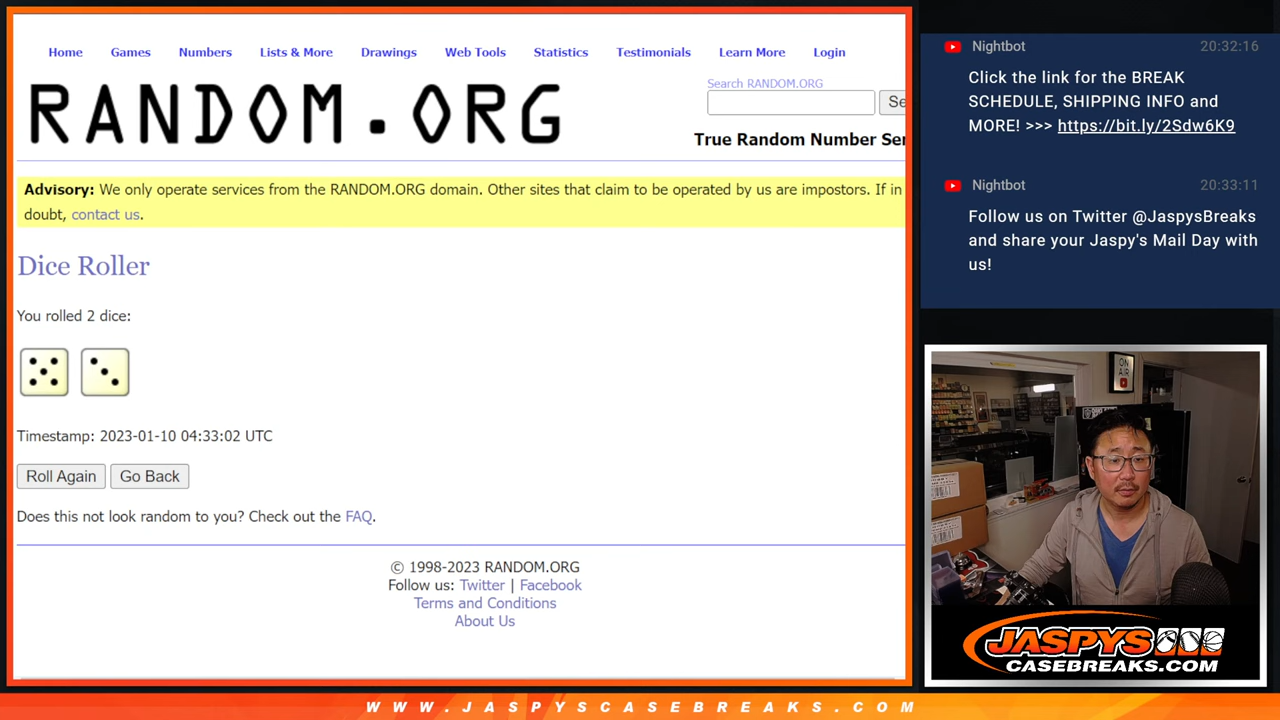 Home Games Numbers Lists & More Drawings Web Tools Statistics Testimonials Learn More Login
RANDOM.ORG
Search RANDOM.ORG
Se
True Random Number Ser
Advisory: We only operate services from the RANDOM.ORG domain. Other sites that claim to be operated by us are impostors. If in
doubt, contact us.
Dice Roller
You rolled 2 dice:
Timestamp: 2023-01-10 04:33:02 UTC
Roll Again Go Back
Does this not look random to you? Check out the FAQ.
© 1998-2023 RANDOM.ORG
Follow us: Twitter | Facebook
Terms and Conditions
About Us
Nightbot 20:32:16
Click the link for the BREAK
SCHEDULE, SHIPPING INFO and
MORE! >>> https://bit.ly/2Sdw6K9
Nightbot 20:33:11
Follow us on Twitter @JaspysBreaks
and share your Jaspy's Mail Day with
us!
ON
AIR
JASPYS
CASEBREAKS.COM
WWW.JASPYSCASEBREAKS.COM